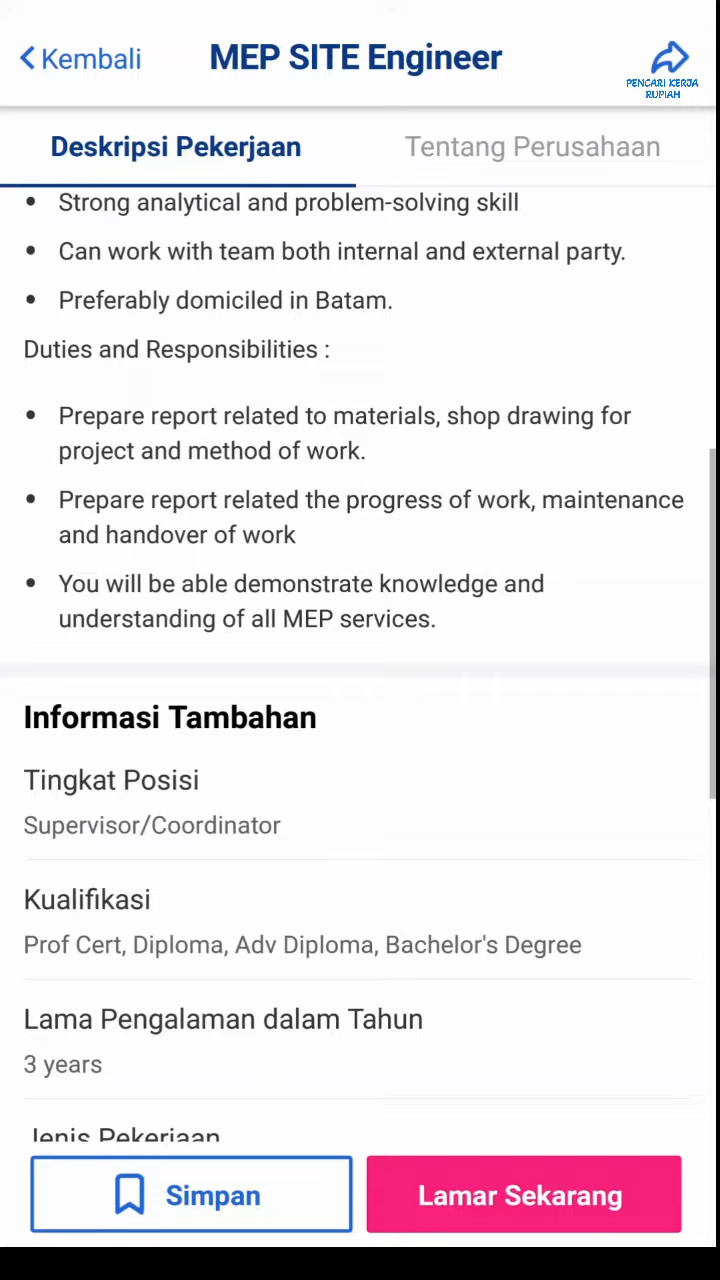 Kembali
MEP SITE Engineer
PENCARI KERJA
RUPIAH
Deskripsi Pekerjaan
Tentang Perusahaan
• Strong analytical and problem-solving skill
• Can work with team both internal and external party.
• Preferably domiciled in Batam.
Duties and Responsibilities :
• Prepare report related to materials, shop drawing for
project and method of work.
• Prepare report related the progress of work, maintenance
and handover of work
• You will be able demonstrate knowledge and
understanding of all MEP services.
Informasi Tambahan
Tingkat Posisi
Supervisor/Coordinator
Kualifikasi
Prof Cert, Diploma, Adv Diploma, Bachelor's Degree
Lama Pengalaman dalam Tahun
3 years
Jenis Pekerjaan
Simpan
Lamar Sekarang